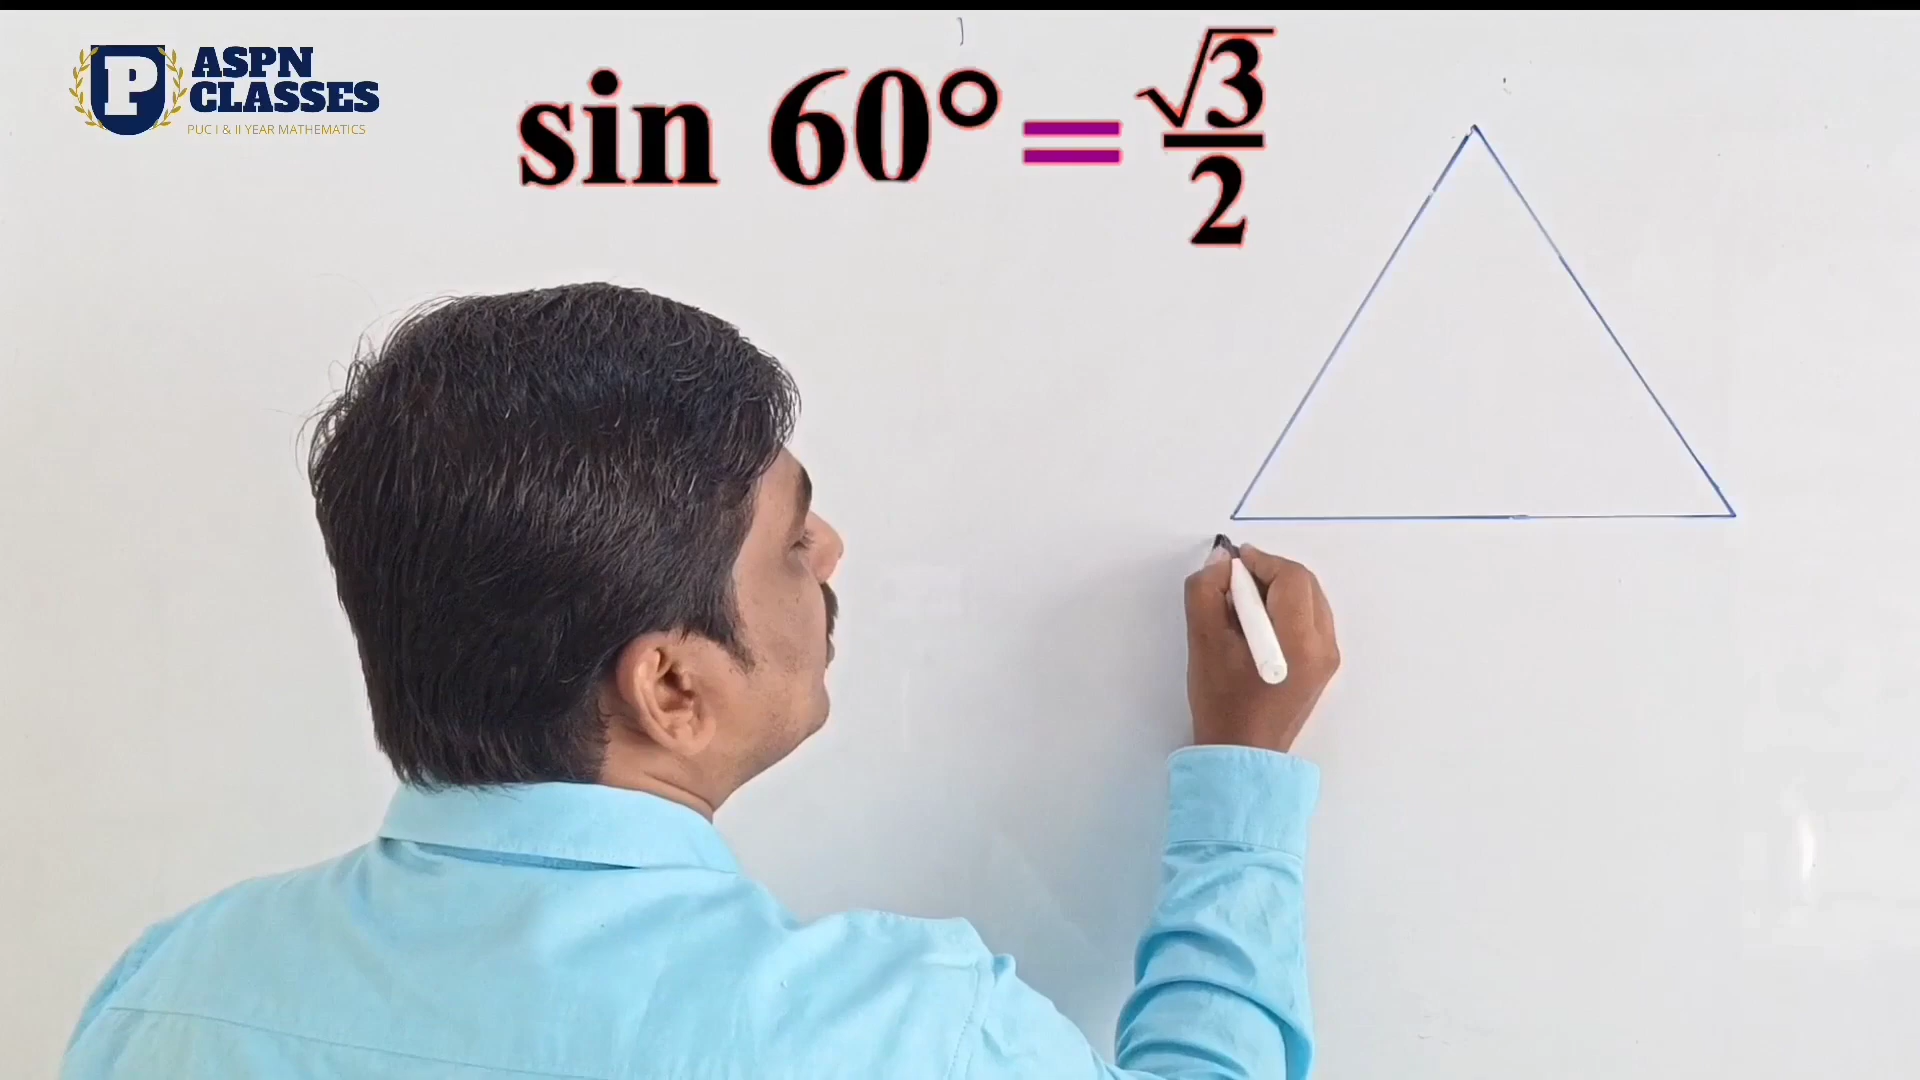 ASPN
CLASSES
PUC I & II YEAR MATHEMATICS
sin 60° = √3/2